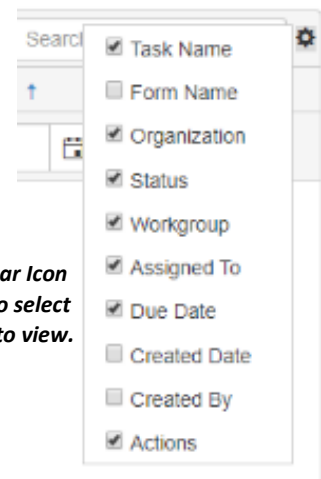 Search
Task Name
Form Name
Organization
Status
Workgroup
Assigned To
Due Date
Created Date
Created By
Actions
ar Icon
o select
to view.